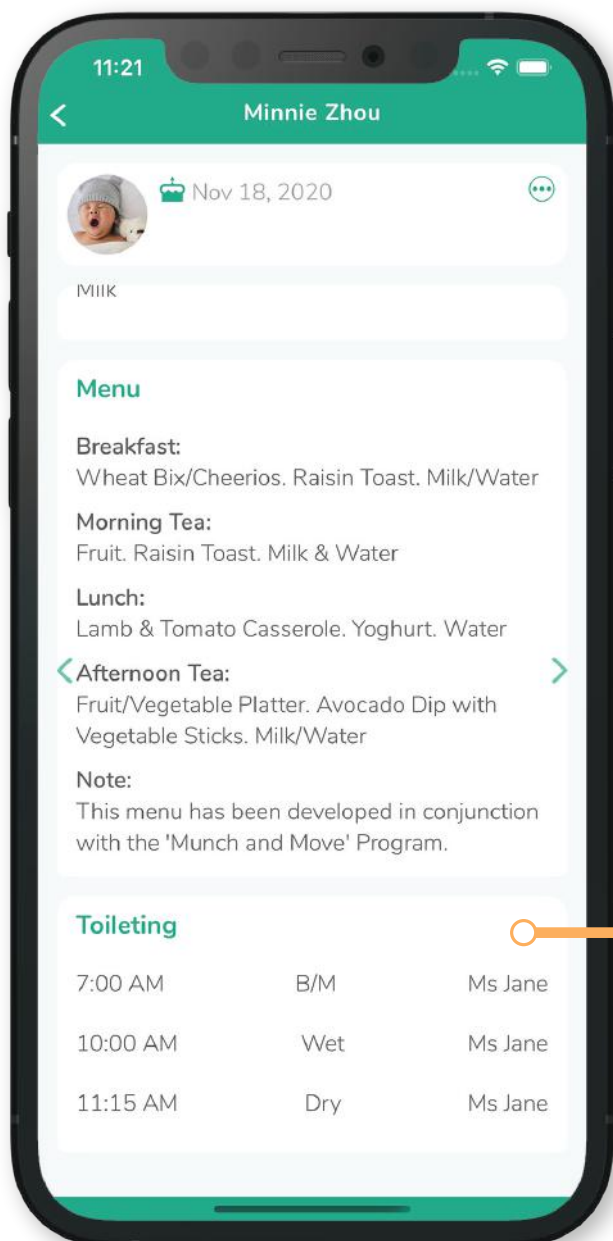 11:21
Minnie Zhou
Nov 18, 2020
Milk
Menu
Breakfast:
Wheat Bix/Cheerios. Raisin Toast. Milk/Water
Morning Tea:
Fruit. Raisin Toast. Milk & Water
Lunch:
Lamb & Tomato Casserole. Yoghurt. Water
Afternoon Tea:
Fruit/Vegetable Platter. Avocado Dip with
Vegetable Sticks. Milk/Water
Note:
This menu has been developed in conjunction
with the 'Munch and Move' Program.
Toileting
7:00 AM B/M Ms Jane
10:00 AM Wet Ms Jane
11:15 AM Dry Ms Jane